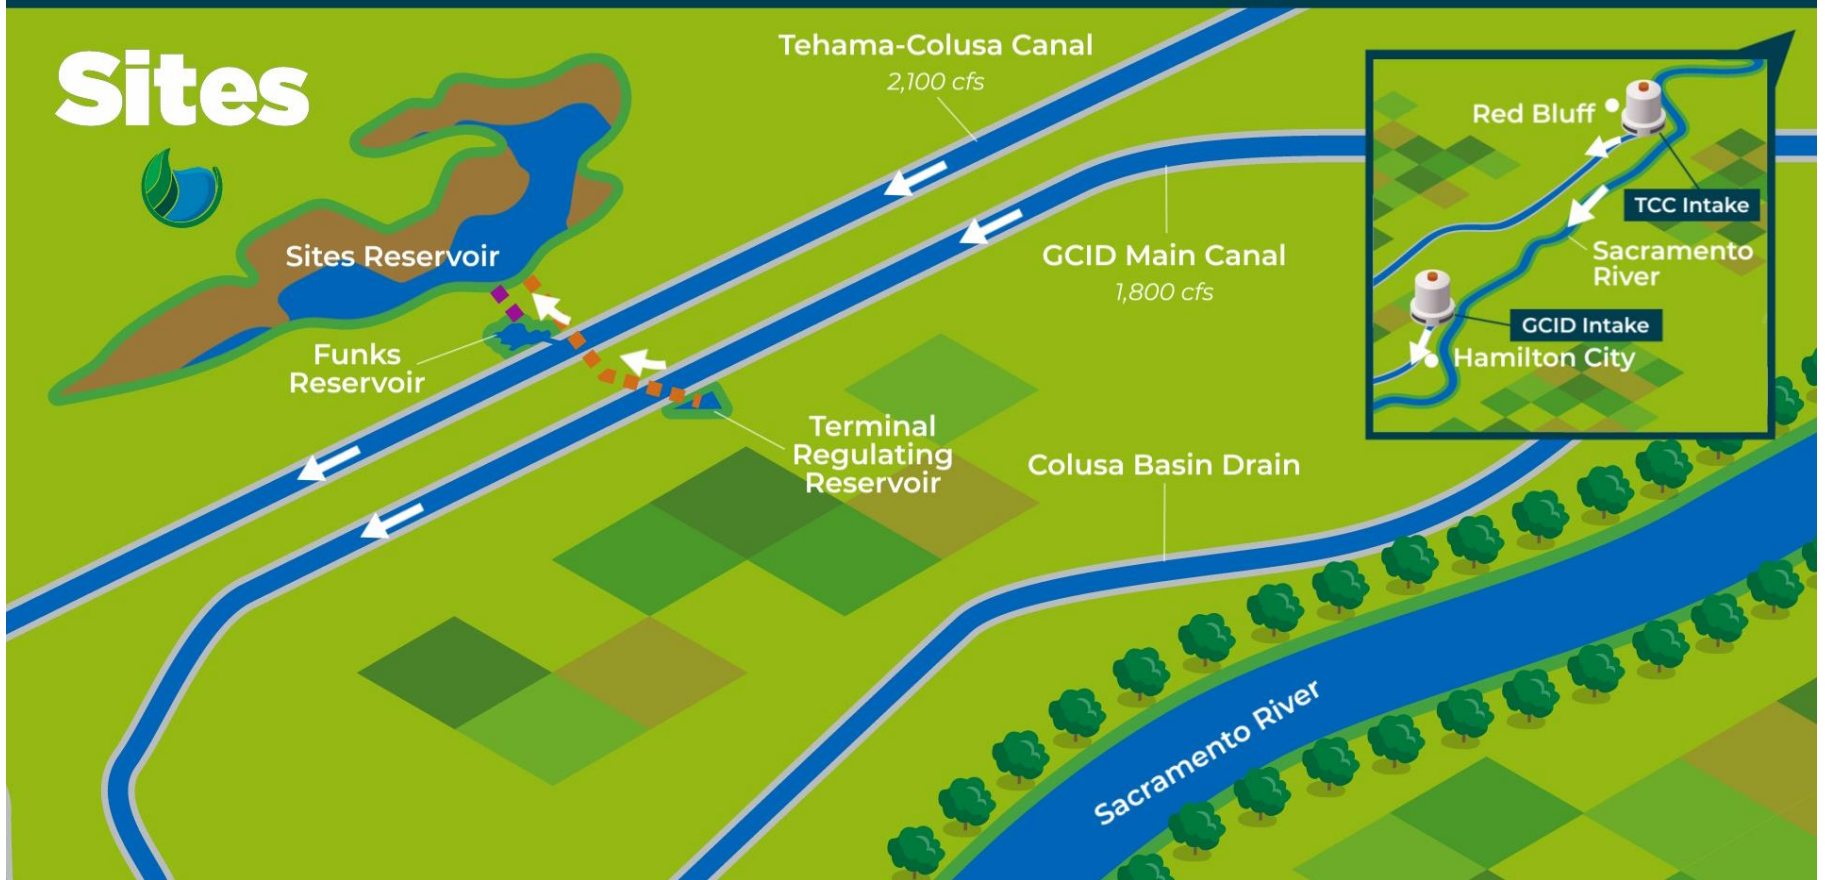 Sites
Tehama-Colusa Canal
2,100 cfs
Red Bluff
TCC Intake
Sacramento
River
GCID Intake
Hamilton City
Sites Reservoir
GCID Main Canal
1,800 cfs
Funks
Reservoir
Terminal
Regulating
Reservoir
Colusa Basin Drain
Sacramento River